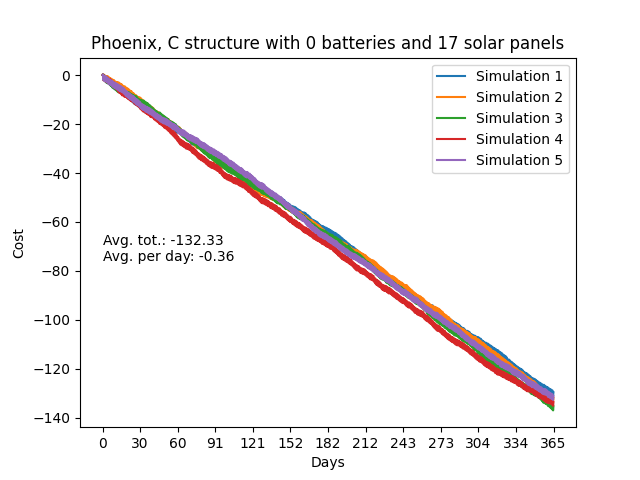 Phoenix, C structure with 0 batteries and 17 solar panels
Simulation 1
Simulation 2
Simulation 3
Simulation 4
Simulation 5
Avg. tot.: -132.33
Avg. per day: -0.36
Cost
0
−20
−40
−60
−80
−100
−120
−140
0 30 60 91 121 152 182 212 243 273 304 334 365
Days